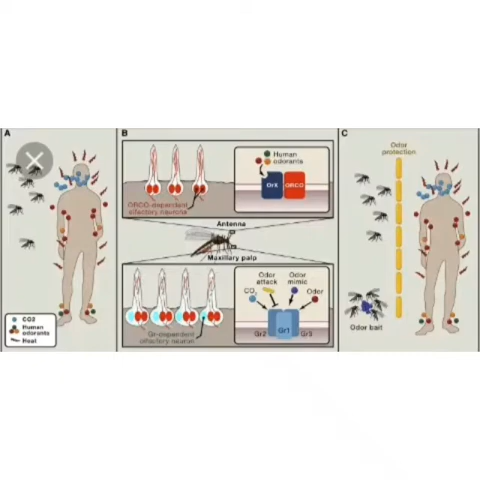 A
CO2
Human
odorants
Heat
B
Human
odorants
OrX
ORCO
ORCO-dependent
olfactory neurons
Antenna
Maxillary palp
Odor
attack
Odor
mimic
CO2
Odor
Gr2
Gr1
Gr3
Gr-dependent
olfactory neuron
C
Odor
protection
Odor bait